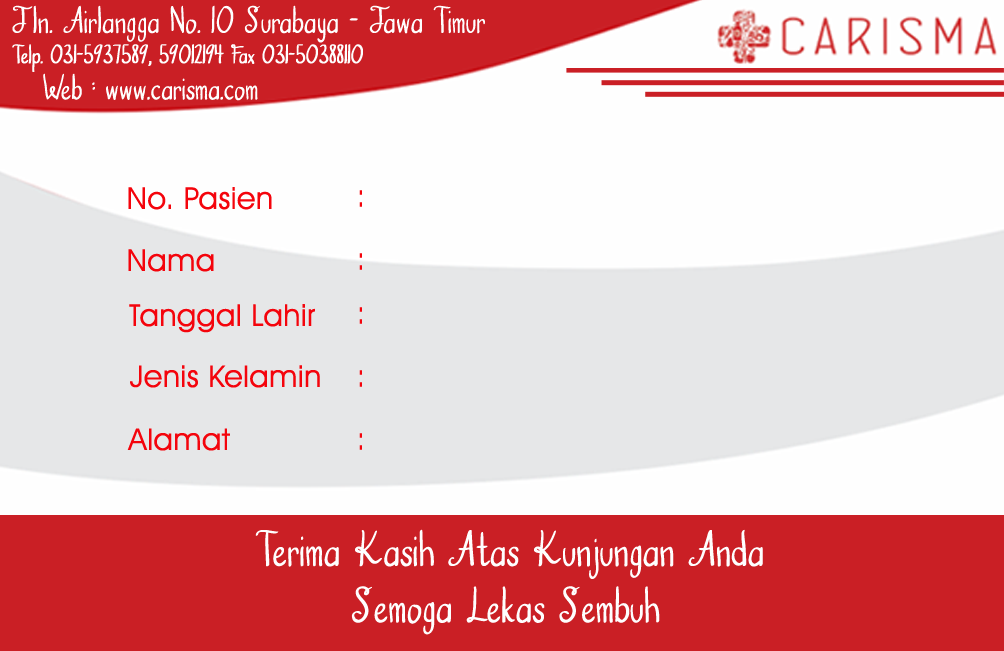 Jln. Airlangga No. 10 Surabaya - Jawa Timur
Telp. 031-5937589, 59012194 Fax 031-50388110
Web : www.carisma.com
CARISMA
No. Pasien :
Nama :
Tanggal Lahir :
Jenis Kelamin :
Alamat :
Terima Kasih Atas Kunjungan Anda
Semoga Lekas Sembuh